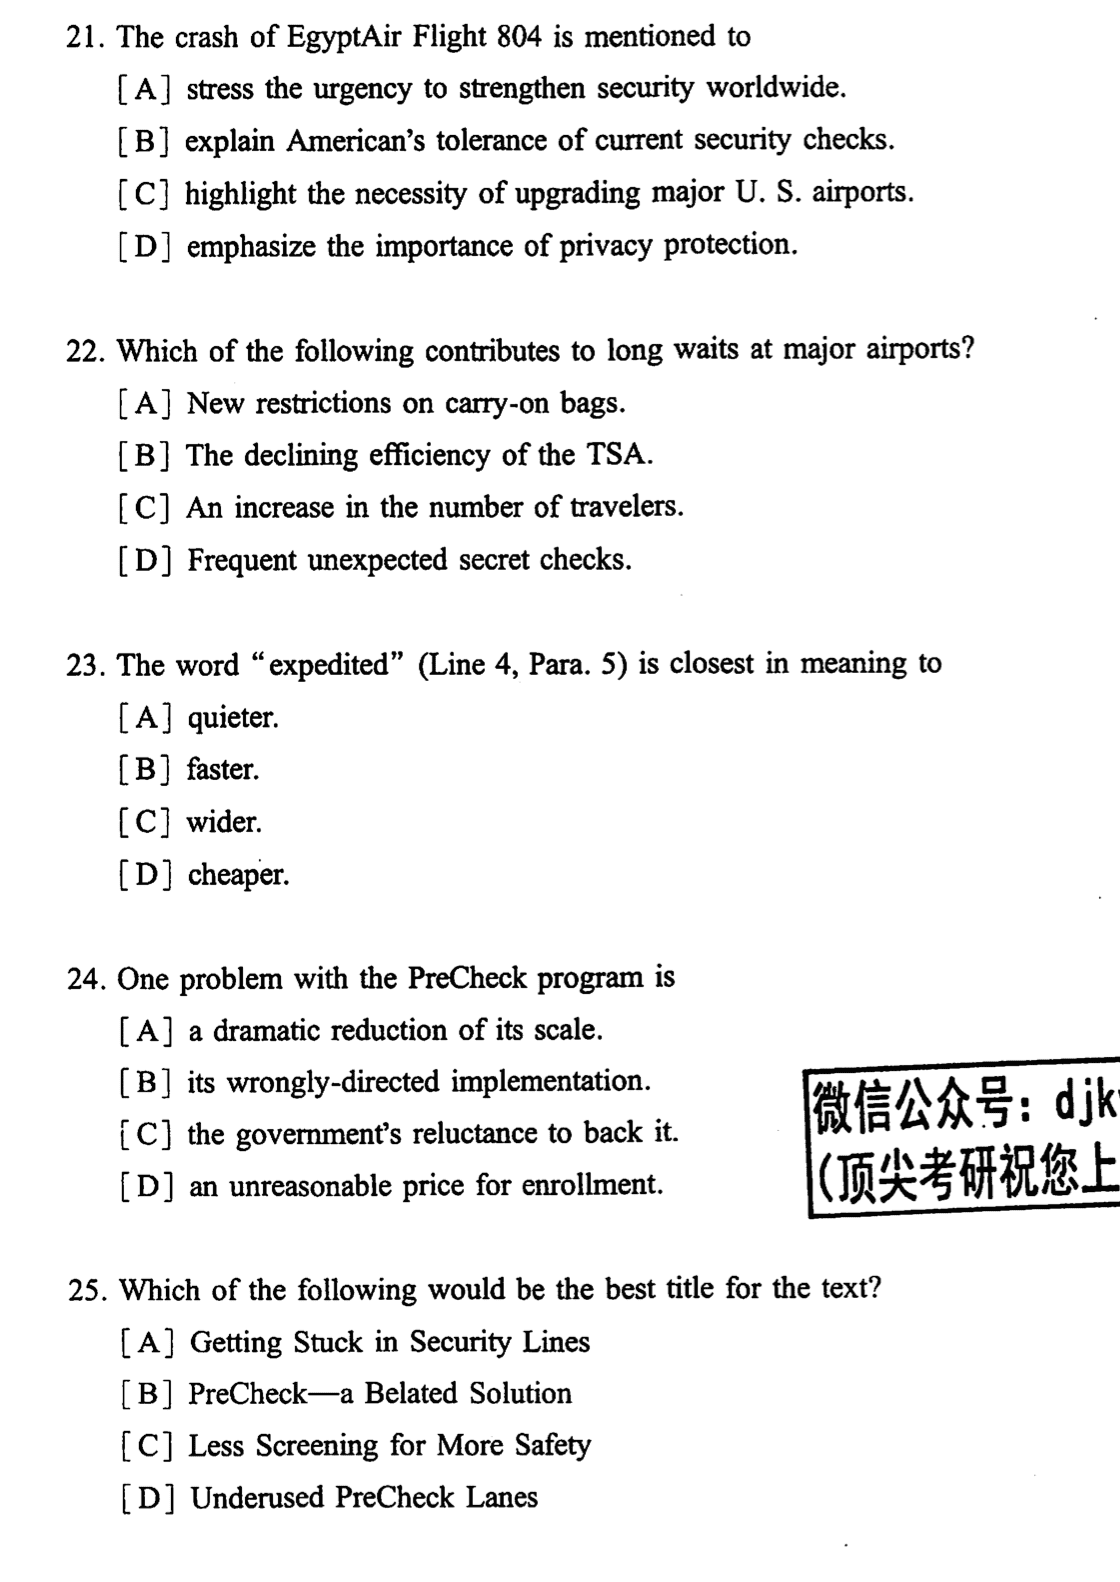 21. The crash of EgyptAir Flight 804 is mentioned to
[A] stress the urgency to strengthen security worldwide.
[B] explain American's tolerance of current security checks.
[C] highlight the necessity of upgrading major U. S. airports.
[D] emphasize the importance of privacy protection.
22. Which of the following contributes to long waits at major airports?
[A] New restrictions on carry-on bags.
[B] The declining efficiency of the TSA.
[C] An increase in the number of travelers.
[D] Frequent unexpected secret checks.
23. The word “expedited” (Line 4, Para. 5) is closest in meaning to
[A] quieter.
[B] faster.
[C] wider.
[D] cheaper.
24. One problem with the PreCheck program is
[A] a dramatic reduction of its scale.
[B] its wrongly-directed implementation.
[C] the government's reluctance to back it.
[D] an unreasonable price for enrollment.
微信公众号: djk
(顶尖考研祝您上
25. Which of the following would be the best title for the text?
[A] Getting Stuck in Security Lines
[B] PreCheck—a Belated Solution
[C] Less Screening for More Safety
[D] Underused PreCheck Lanes